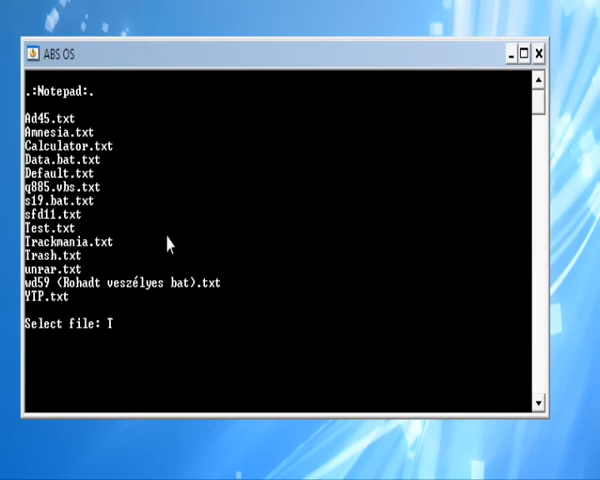 ABS OS
.:Notepad:.
Ad45.txt
Amnesia.txt
Calculator.txt
Data.bat.txt
Default.txt
q885.vbs.txt
s19.bat.txt
sfd11.txt
Test.txt
Trackmania.txt
Trash.txt
unrar.txt
wd59 (Rohadt veszélyes bat).txt
YTP.txt
Select file: T